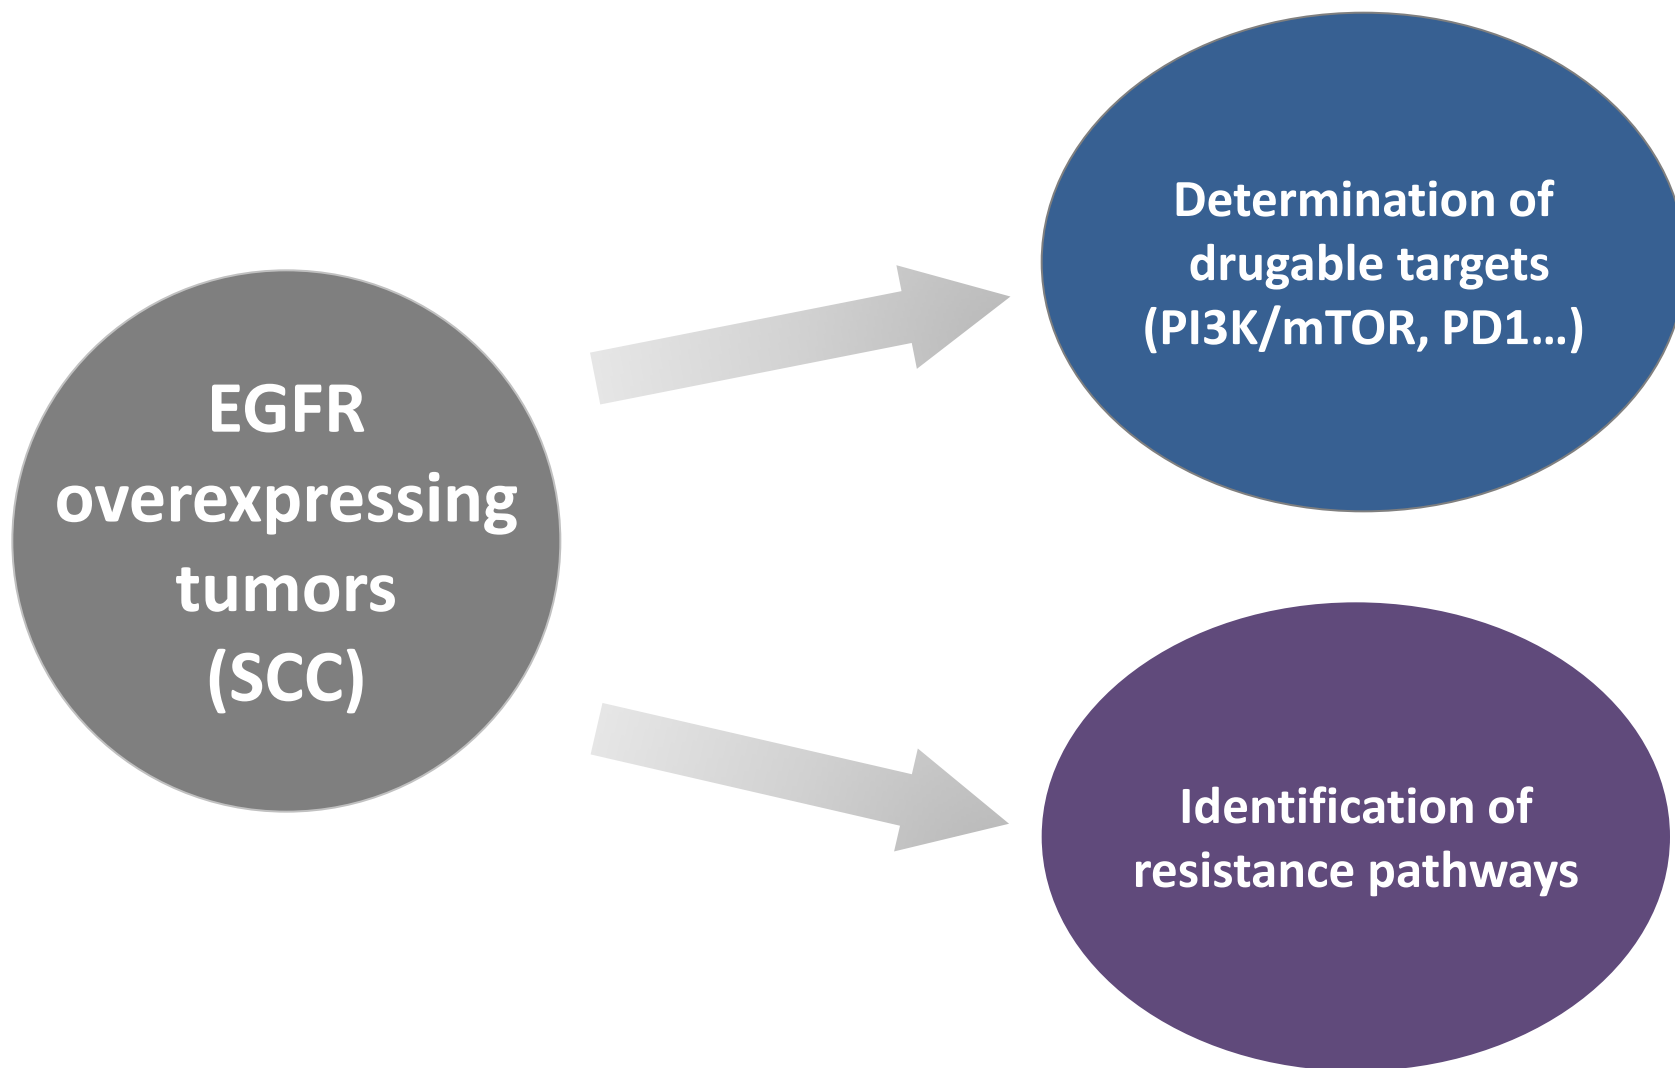 EGFR
overexpressing
tumors
(SCC)
Determination of
drugable targets
(PI3K/mTOR, PD1...)
Identification of
resistance pathways